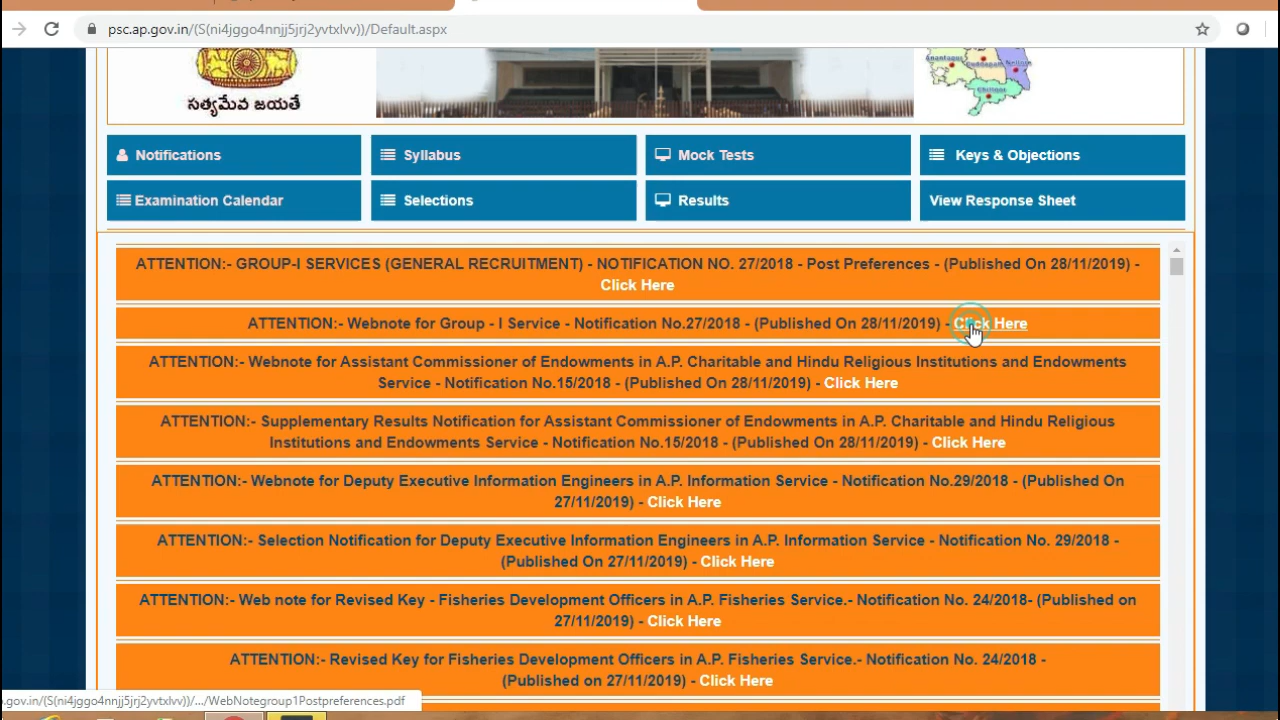 psc.ap.gov.in/(S(ni4jggo4nnjj5jrj2yvtxlvv))/Default.aspx
సత్యమేవ జయతే
Anantapur
Cuddapah
Nellore
Chittoor
Notifications
Syllabus
Mock Tests
Keys & Objections
Examination Calendar
Selections
Results
View Response Sheet
ATTENTION:- GROUP-I SERVICES (GENERAL RECRUITMENT) - NOTIFICATION NO. 27/2018 - Post Preferences - (Published On 28/11/2019) -
Click Here
ATTENTION:- Webnote for Group - I Service - Notification No.27/2018 - (Published On 28/11/2019) - Click Here
ATTENTION:- Webnote for Assistant Commissioner of Endowments in A.P. Charitable and Hindu Religious Institutions and Endowments
Service - Notification No.15/2018 - (Published On 28/11/2019) - Click Here
ATTENTION:- Supplementary Results Notification for Assistant Commissioner of Endowments in A.P. Charitable and Hindu Religious
Institutions and Endowments Service - Notification No.15/2018 - (Published On 28/11/2019) - Click Here
ATTENTION:- Webnote for Deputy Executive Information Engineers in A.P. Information Service - Notification No.29/2018 - (Published On
27/11/2019) - Click Here
ATTENTION:- Selection Notification for Deputy Executive Information Engineers in A.P. Information Service - Notification No. 29/2018 -
(Published On 27/11/2019) - Click Here
ATTENTION:- Web note for Revised Key - Fisheries Development Officers in A.P. Fisheries Service.- Notification No. 24/2018- (Published on
27/11/2019) - Click Here
ATTENTION:- Revised Key for Fisheries Development Officers in A.P. Fisheries Service.- Notification No. 24/2018 -
(Published on 27/11/2019) - Click Here
.gov.in/(S(ni4jggo4nnjj5jrj2yvtxlvv))/.../WebNotegroup1Postpreferences.pdf